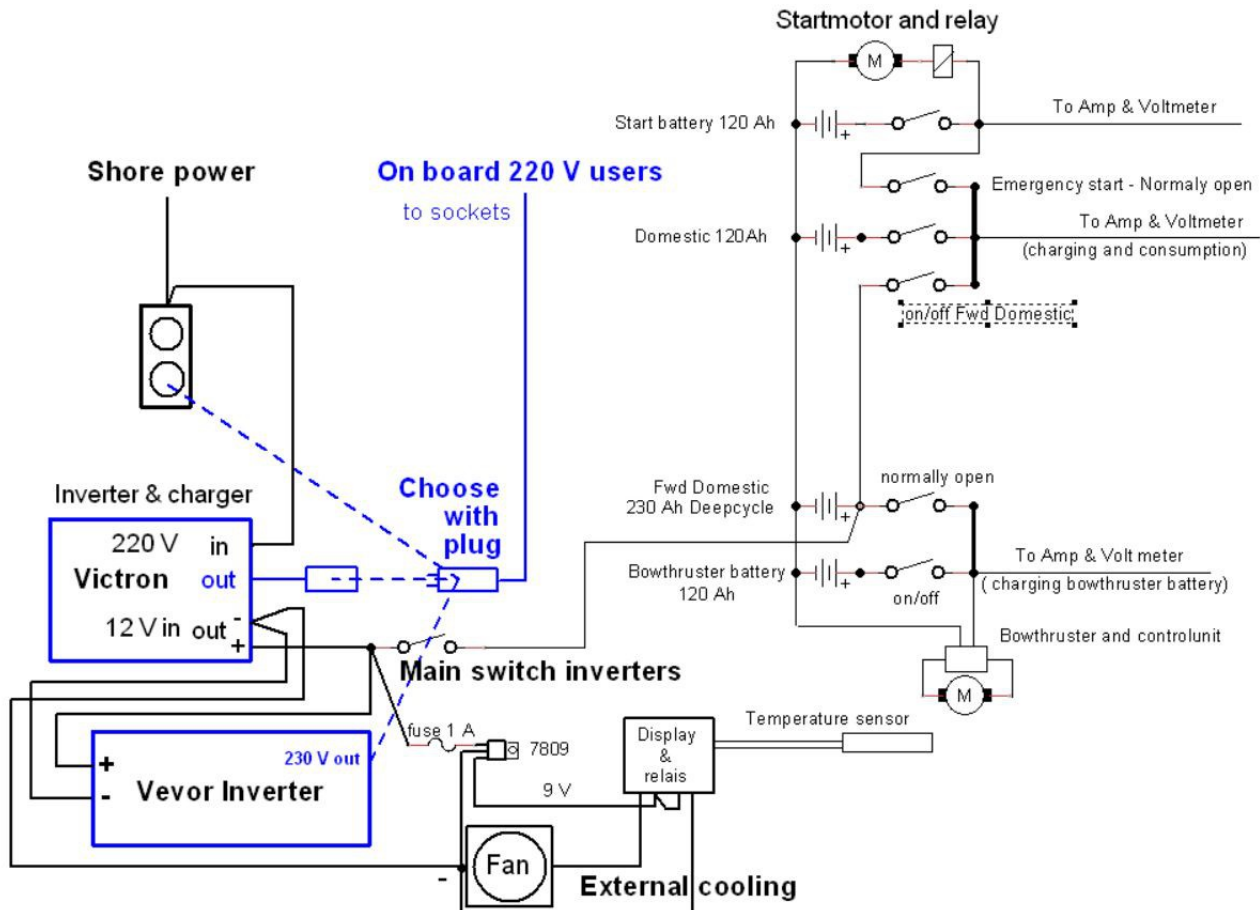 Startmotor and relay
M
Start battery 120 Ah
+
To Amp & Voltmeter
Emergency start - Normaly open
Domestic 120Ah
+
To Amp & Voltmeter
(charging and consumption)
on/off Fwd Domestic
Shore power
On board 220 V users
to sockets
Inverter & charger
220 V in
Victron out
12 V in out -
+
Choose
with
plug
Main switch inverters
Fwd Domestic
230 Ah Deepcycle
+
normally open
Bowthruster battery
120 Ah
+
on/off
To Amp & Volt meter
( charging bowthruster battery)
Bowthruster and controlunit
M
+
-
230 V out
Vevor Inverter
fuse 1 A
7809
9 V
Display
&
relais
Temperature sensor
Fan
-
External cooling